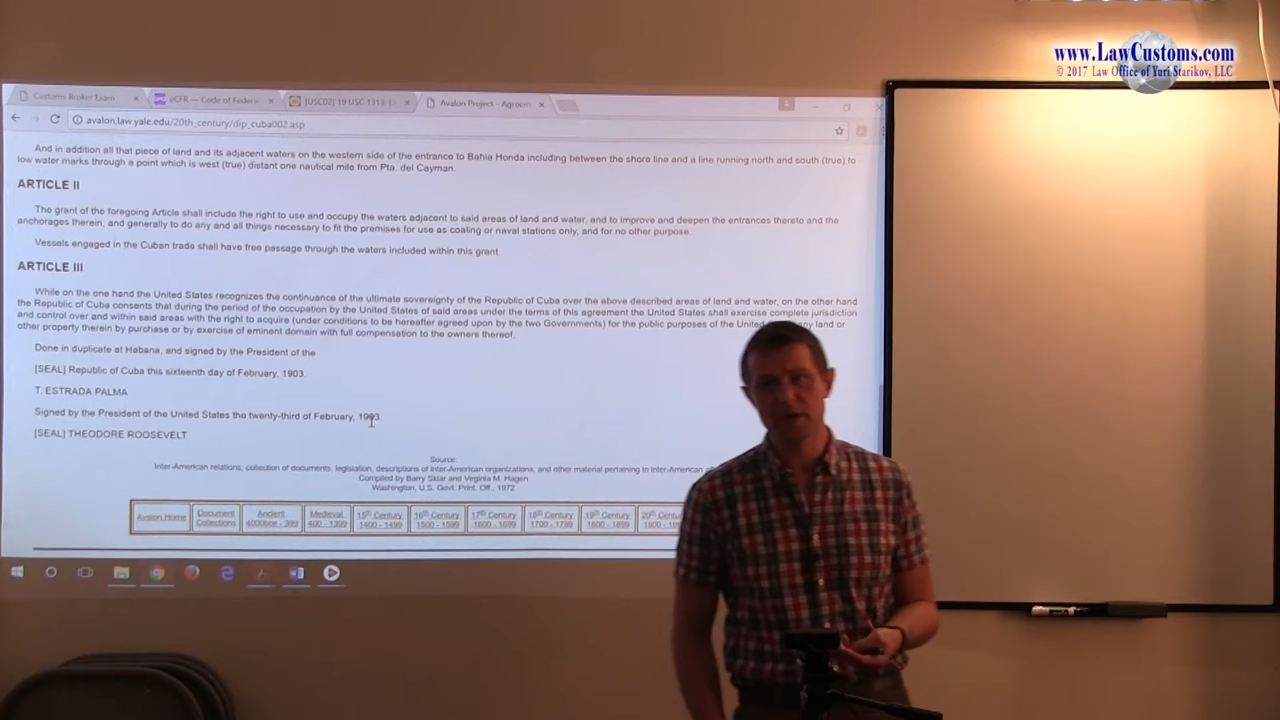 www.LawCustoms.com
© 2017 Law Office of Yuri Starikov, LLC
Customs Broker Exam
eCFR — Code of Federal
[USC02] 19 USC 1313: D
Avalon Project - Agreem
avalon.law.yale.edu/20th_century/dip_cuba002.asp
And in addition all that piece of land and its adjacent waters on the western side of the entrance to Bahia Honda including between the shore line and a line running north and south (true) to
low water marks through a point which is west (true) distant one nautical mile from Pta. del Cayman.
ARTICLE II
The grant of the foregoing Article shall include the right to use and occupy the waters adjacent to said areas of land and water, and to improve and deepen the entrances thereto and the
anchorages therein, and generally to do any and all things necessary to fit the premises for use as coaling or naval stations only, and for no other purpose.
Vessels engaged in the Cuban trade shall have free passage through the waters included within this grant.
ARTICLE III
While on the one hand the United States recognizes the continuance of the ultimate sovereignty of the Republic of Cuba over the above described areas of land and water, on the other hand
the Republic of Cuba consents that during the period of the occupation by the United States of said areas under the terms of this agreement the United States shall exercise complete jurisdiction
and control over and within said areas with the right to acquire (under conditions to be hereafter agreed upon by the two Governments) for the public purposes of the United any land or
other property therein by purchase or by exercise of eminent domain with full compensation to the owners thereof.
Done in duplicate at Habana, and signed by the President of the
[SEAL] Republic of Cuba this sixteenth day of February, 1903.
T. ESTRADA PALMA
Signed by the President of the United States the twenty-third of February, 1903.
[SEAL] THEODORE ROOSEVELT
Source:
Inter-American relations; collection of documents, legislation, descriptions of inter-American organizations, and other material pertaining to Inter-American
Compiled by Barry Sklar and Virginia M. Hagen
Washington, U.S. Govt. Print. Off., 1972
Avalon Home
Document Collections
Ancient 4000bce - 399
Medieval 400 - 1399
15th Century 1400 - 1499
16th Century 1500 - 1599
17th Century 1600 - 1699
18th Century 1700 - 1799
19th Century 1800 - 1899
20th Centu